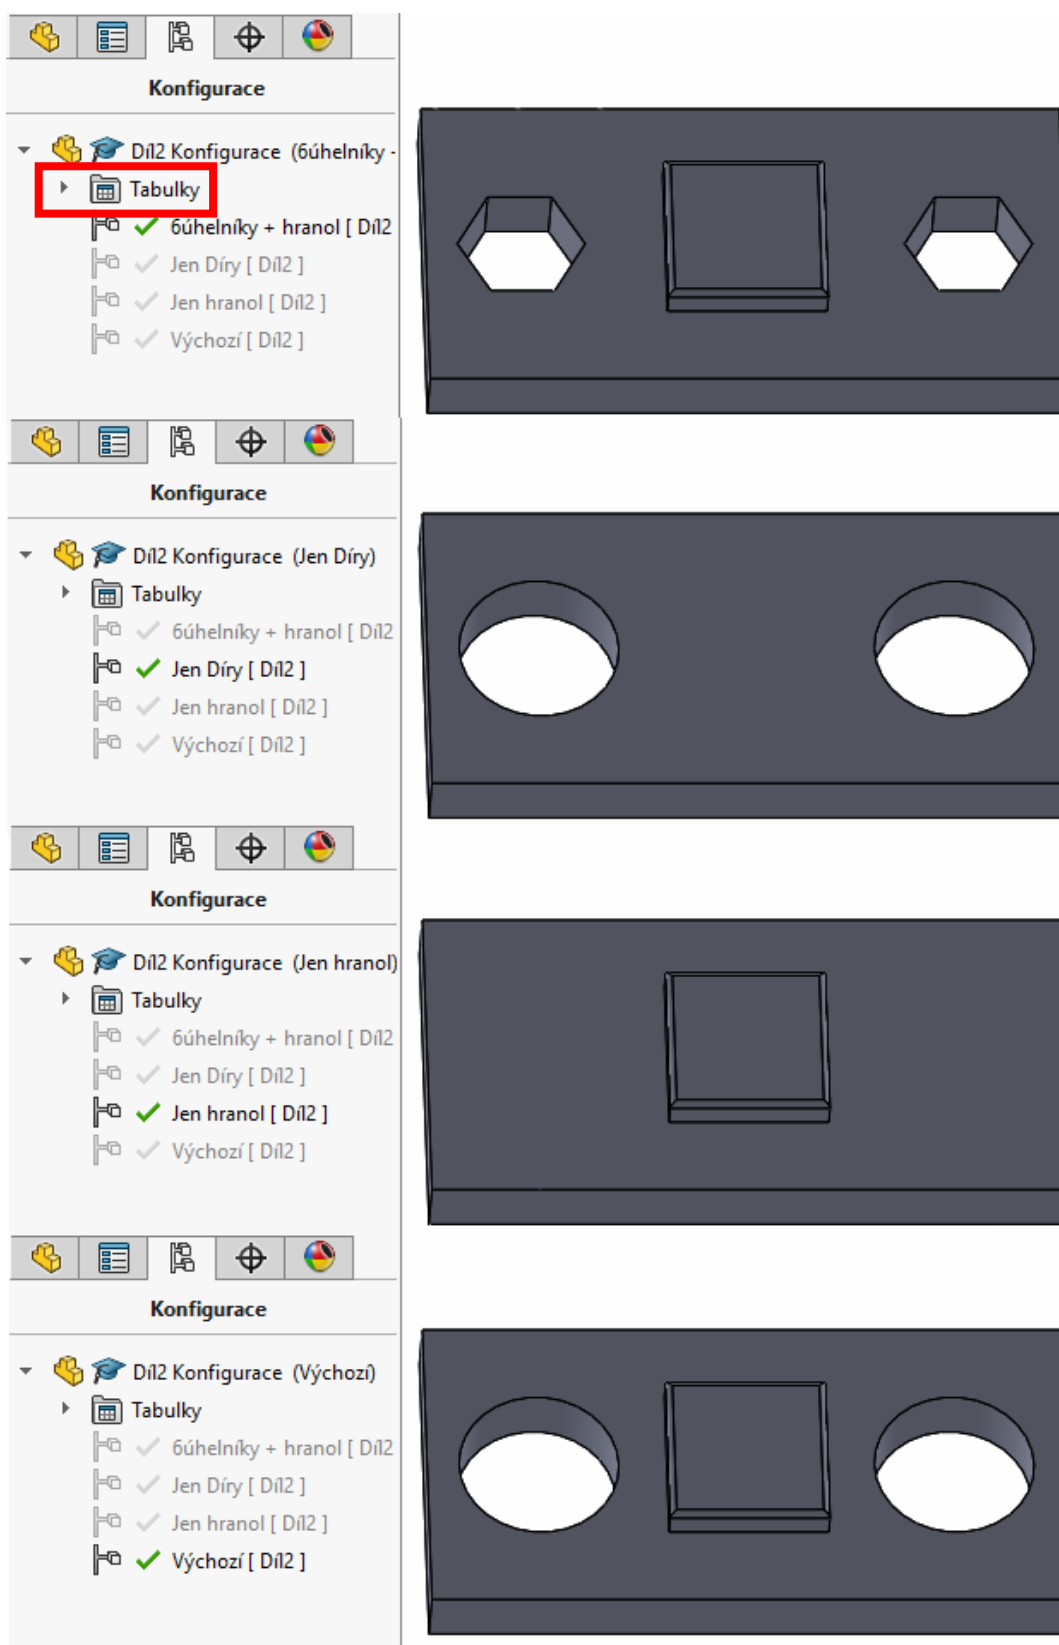 Konfigurace
Díl2 Konfigurace (6úhelníky -
Tabulky
6úhelníky + hranol [ Díl2
Jen Díry [ Díl2 ]
Jen hranol [ Díl2 ]
Výchozí [ Díl2 ]
Konfigurace
Díl2 Konfigurace (Jen Díry)
Tabulky
6úhelníky + hranol [ Díl2
Jen Díry [ Díl2 ]
Jen hranol [ Díl2 ]
Výchozí [ Díl2 ]
Konfigurace
Díl2 Konfigurace (Jen hranol)
Tabulky
6úhelníky + hranol [ Díl2
Jen Díry [ Díl2 ]
Jen hranol [ Díl2 ]
Výchozí [ Díl2 ]
Konfigurace
Díl2 Konfigurace (Výchozí)
Tabulky
6úhelníky + hranol [ Díl2
Jen Díry [ Díl2 ]
Jen hranol [ Díl2 ]
Výchozí [ Díl2 ]